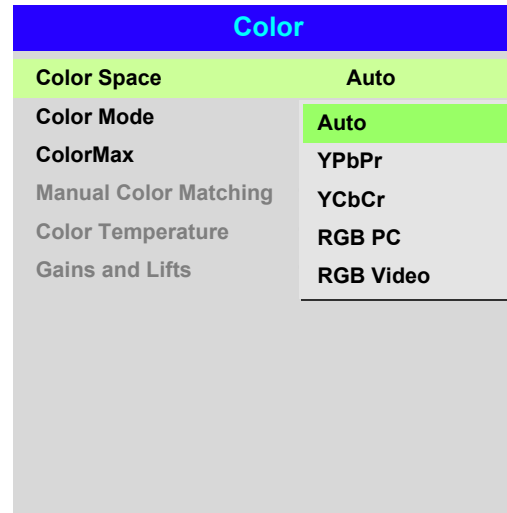 Color
Color Space Auto
Color Mode
ColorMax
Manual Color Matching
Color Temperature
Gains and Lifts
Auto
YPbPr
YCbCr
RGB PC
RGB Video